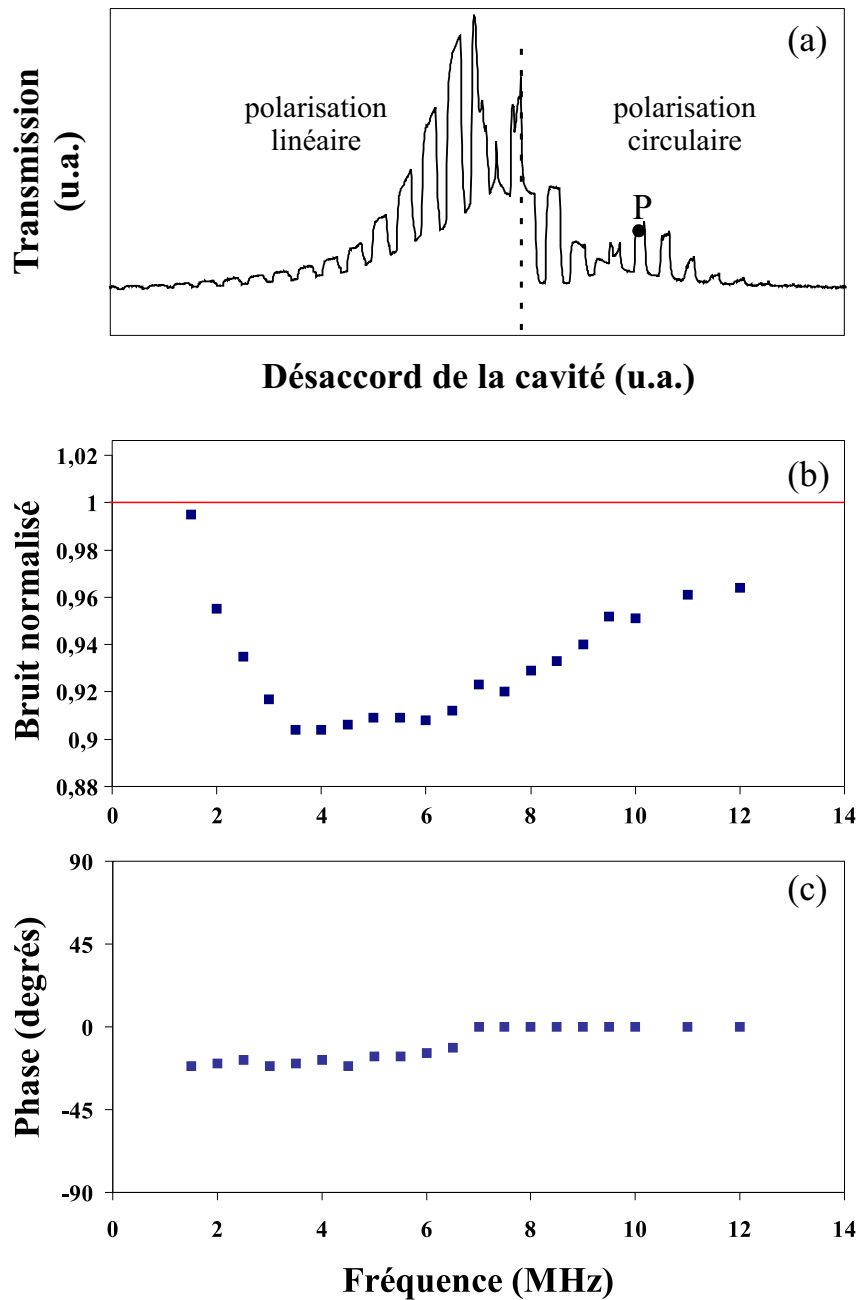 (a)
polarisation
linéaire
polarisation
circulaire
P
Transmission
(u.a.)
Désaccord de la cavité (u.a.)
(b)
1,02
1
0,98
0,96
0,94
0,92
0,9
0,88
0 2 4 6 8 10 12 14
Bruit normalisé
(c)
90
45
0
-45
-90
0 2 4 6 8 10 12 14
Phase (degrés)
Fréquence (MHz)